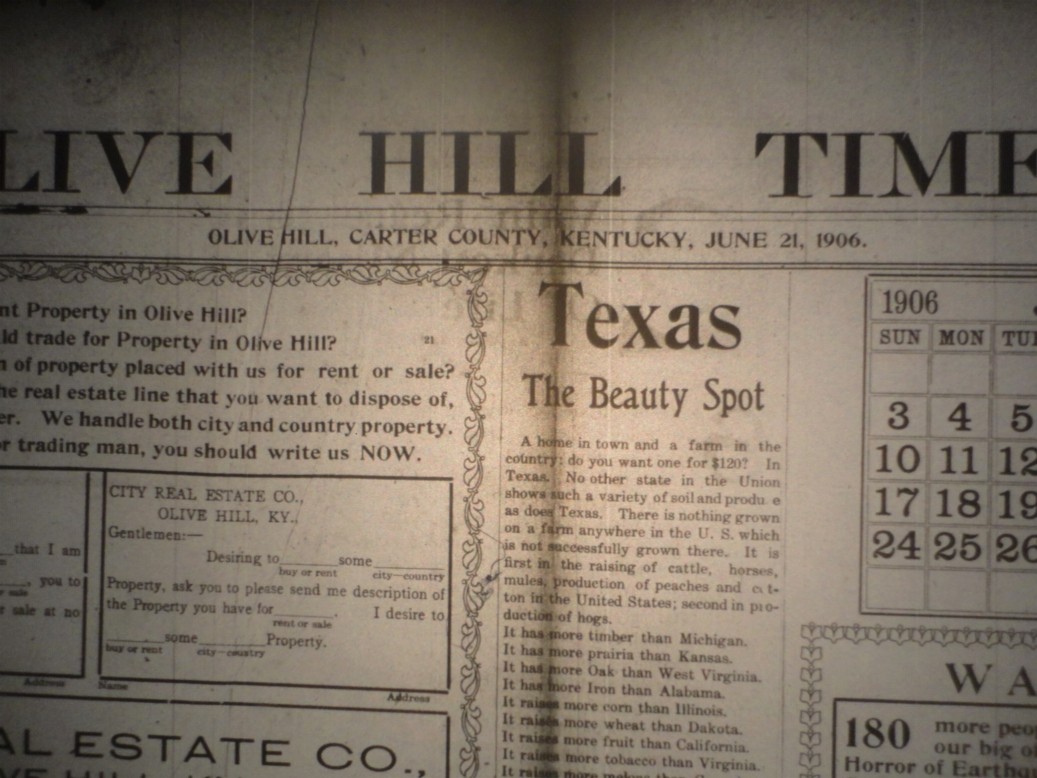 LIVE HILL TIME
OLIVE HILL, CARTER COUNTY, KENTUCKY, JUNE 21, 1906.
nt Property in Olive Hill?
ld trade for Property in Olive Hill? 21
n of property placed with us for rent or sale?
he real estate line that you want to dispose of,
er. We handle both city and country property.
or trading man, you should write us NOW.
that I am
, you to
sale at no
Address
CITY REAL ESTATE CO.,
OLIVE HILL, KY.,
Gentlemen:—
Desiring to______some______
buy or rent city—country
Property, ask you to please send me description of
the Property you have for______. I desire to
rent or sale
______some______Property.
buy or rent city—country
Name Address
AL ESTATE CO.,
Texas
The Beauty Spot
A home in town and a farm in the
country: do you want one for $120? In
Texas. No other state in the Union
shows such a variety of soil and produ e
as does Texas. There is nothing grown
on a farm anywhere in the U. S. which
is not successfully grown there. It is
first in the raising of cattle, horses,
mules, production of peaches and c t-
ton in the United States; second in pro-
duction of hogs.
It has more timber than Michigan.
It has more prairia than Kansas.
It has more Oak than West Virginia.
It has more Iron than Alabama.
It raises more corn than Illinois.
It raises more wheat than Dakota.
It raises more fruit than California.
It raises more tobacco than Virginia.
1906
SUN MON TUE
3 4 5
10 11 12
17 18 19
24 25 26
W A
180 more peo
our big
Horror of Earth